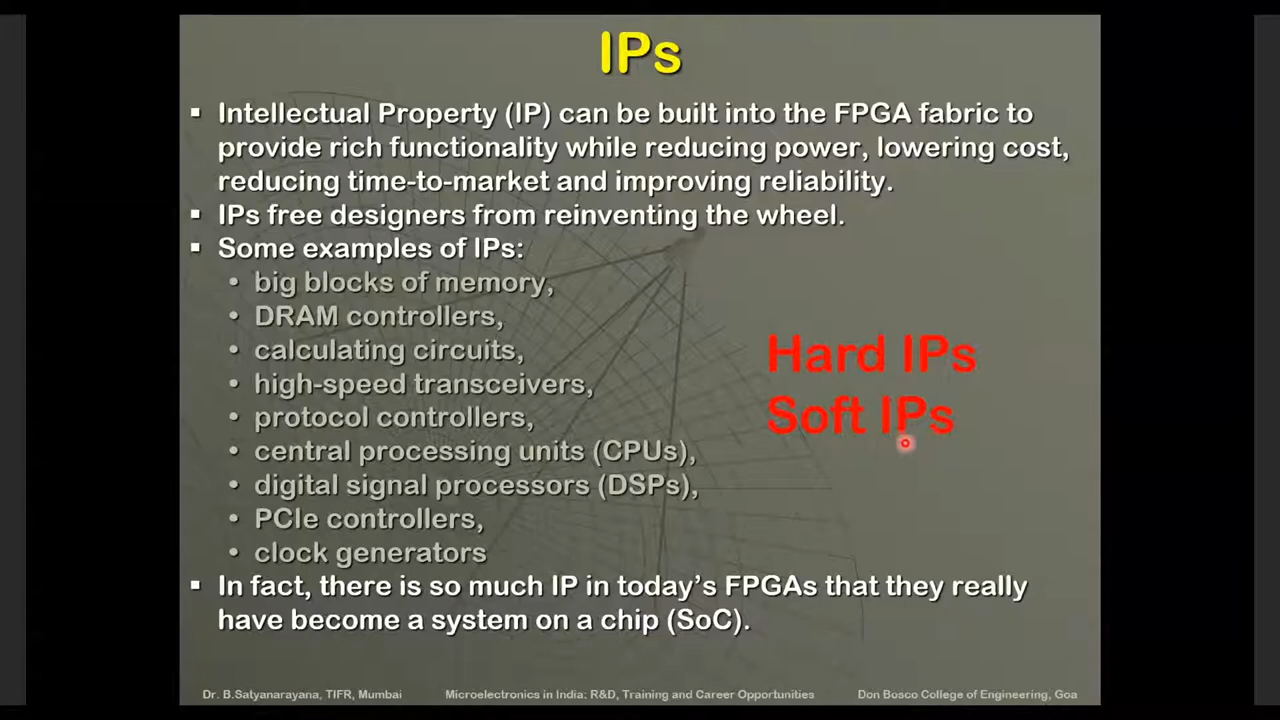 IPs
▪ Intellectual Property (IP) can be built into the FPGA fabric to
provide rich functionality while reducing power, lowering cost,
reducing time-to-market and improving reliability.
▪ IPs free designers from reinventing the wheel.
▪ Some examples of IPs:
• big blocks of memory,
• DRAM controllers,
• calculating circuits,
• high-speed transceivers,
• protocol controllers,
• central processing units (CPUs),
• digital signal processors (DSPs),
• PCIe controllers,
• clock generators
Hard IPs
Soft IPs
▪ In fact, there is so much IP in today’s FPGAs that they really
have become a system on a chip (SoC).
Dr. B.Satyanarayana, TIFR, Mumbai Microelectronics in India: R&D, Training and Career Opportunities Don Bosco College of Engineering, Goa